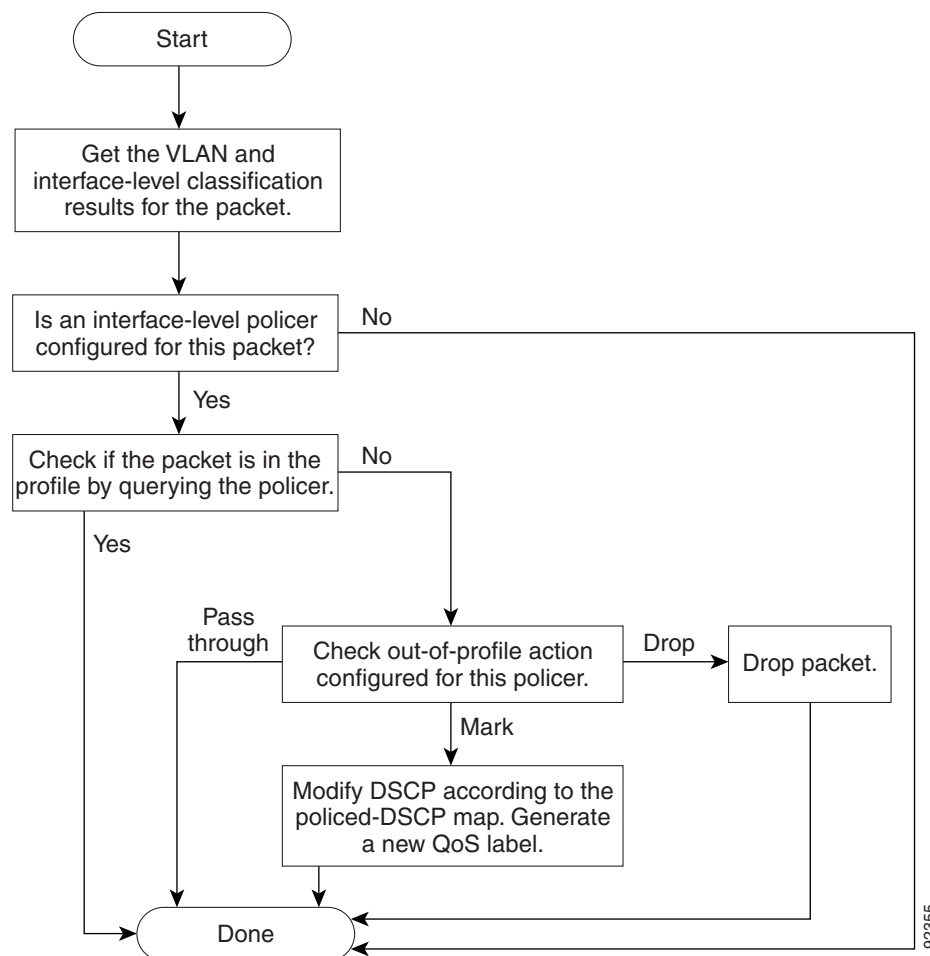 Start
Get the VLAN and
interface-level classification
results for the packet.
Is an interface-level policer
configured for this packet?
No
Yes
Check if the packet is in the
profile by querying the policer.
No
Yes
Pass
through
Check out-of-profile action
configured for this policer.
Drop
Drop packet.
Mark
Modify DSCP according to the
policed-DSCP map. Generate
a new QoS label.
Done
92355